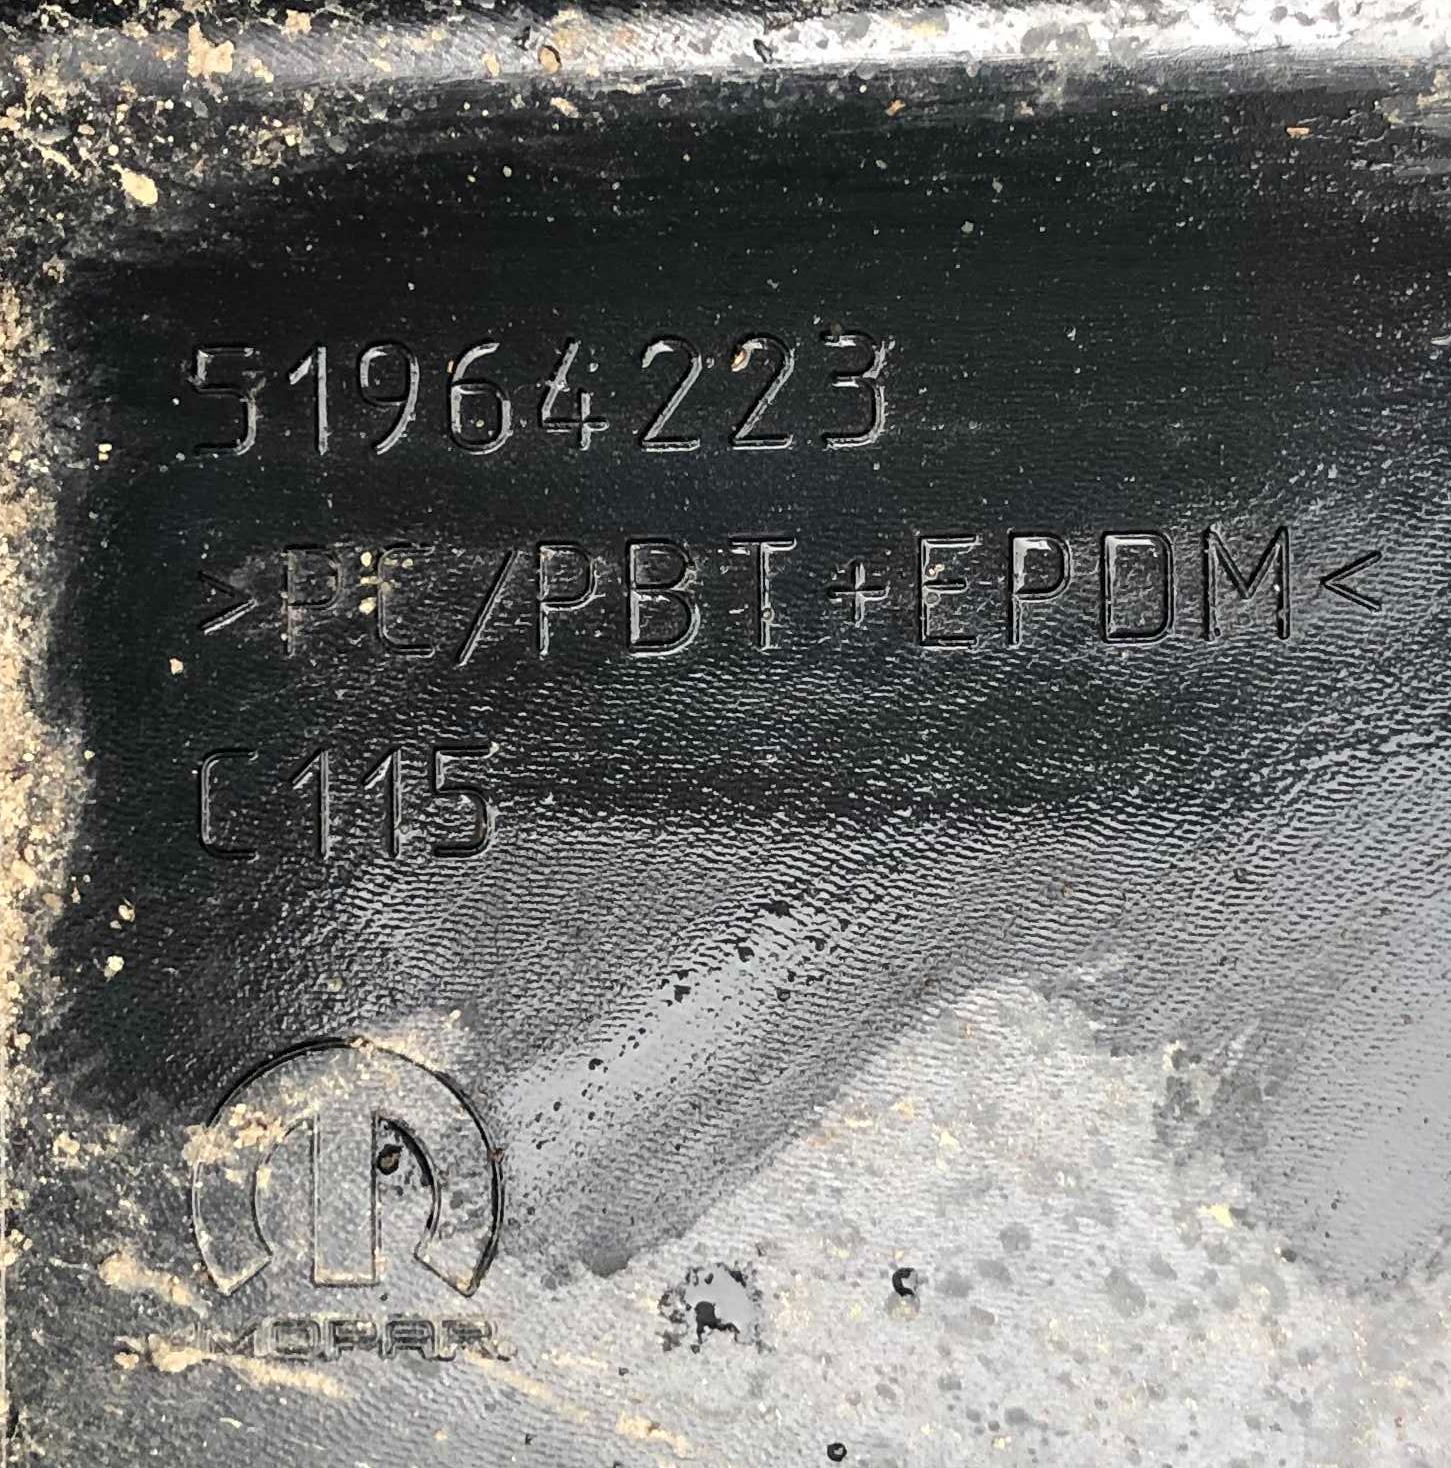 51964223
>PC/PBT+EPDM<
C115
MOPAR